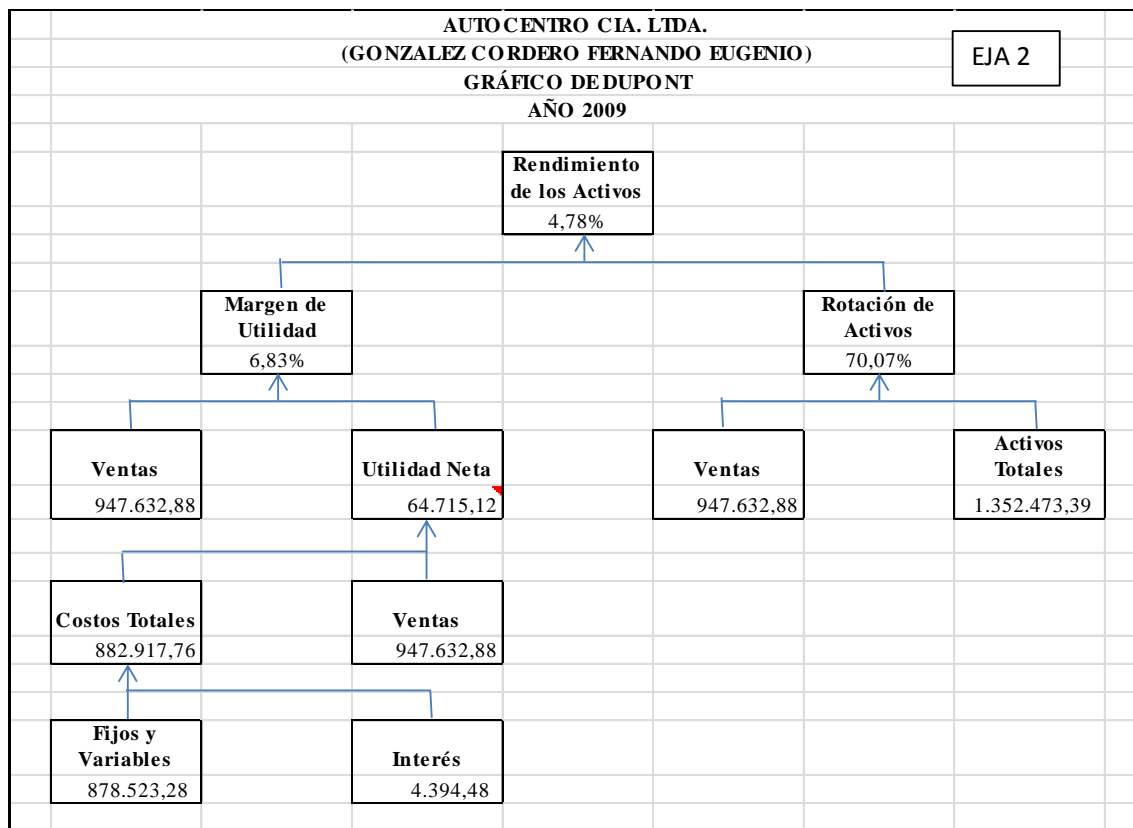 AUTOCENTRO CIA. LTDA.
(GONZALEZ CORDERO FERNANDO EUGENIO)
EJA 2
GRÁFICO DE DUPONT
AÑO 2009
Rendimiento
de los Activos
4,78%
Margen de
Utilidad
6,83%
Rotación de
Activos
70,07%
Ventas
947.632,88
Utilidad Neta
64.715,12
Ventas
947.632,88
Activos
Totales
1.352.473,39
Costos Totales
882.917,76
Ventas
947.632,88
Fijos y
Variables
878.523,28
Interés
4.394,48